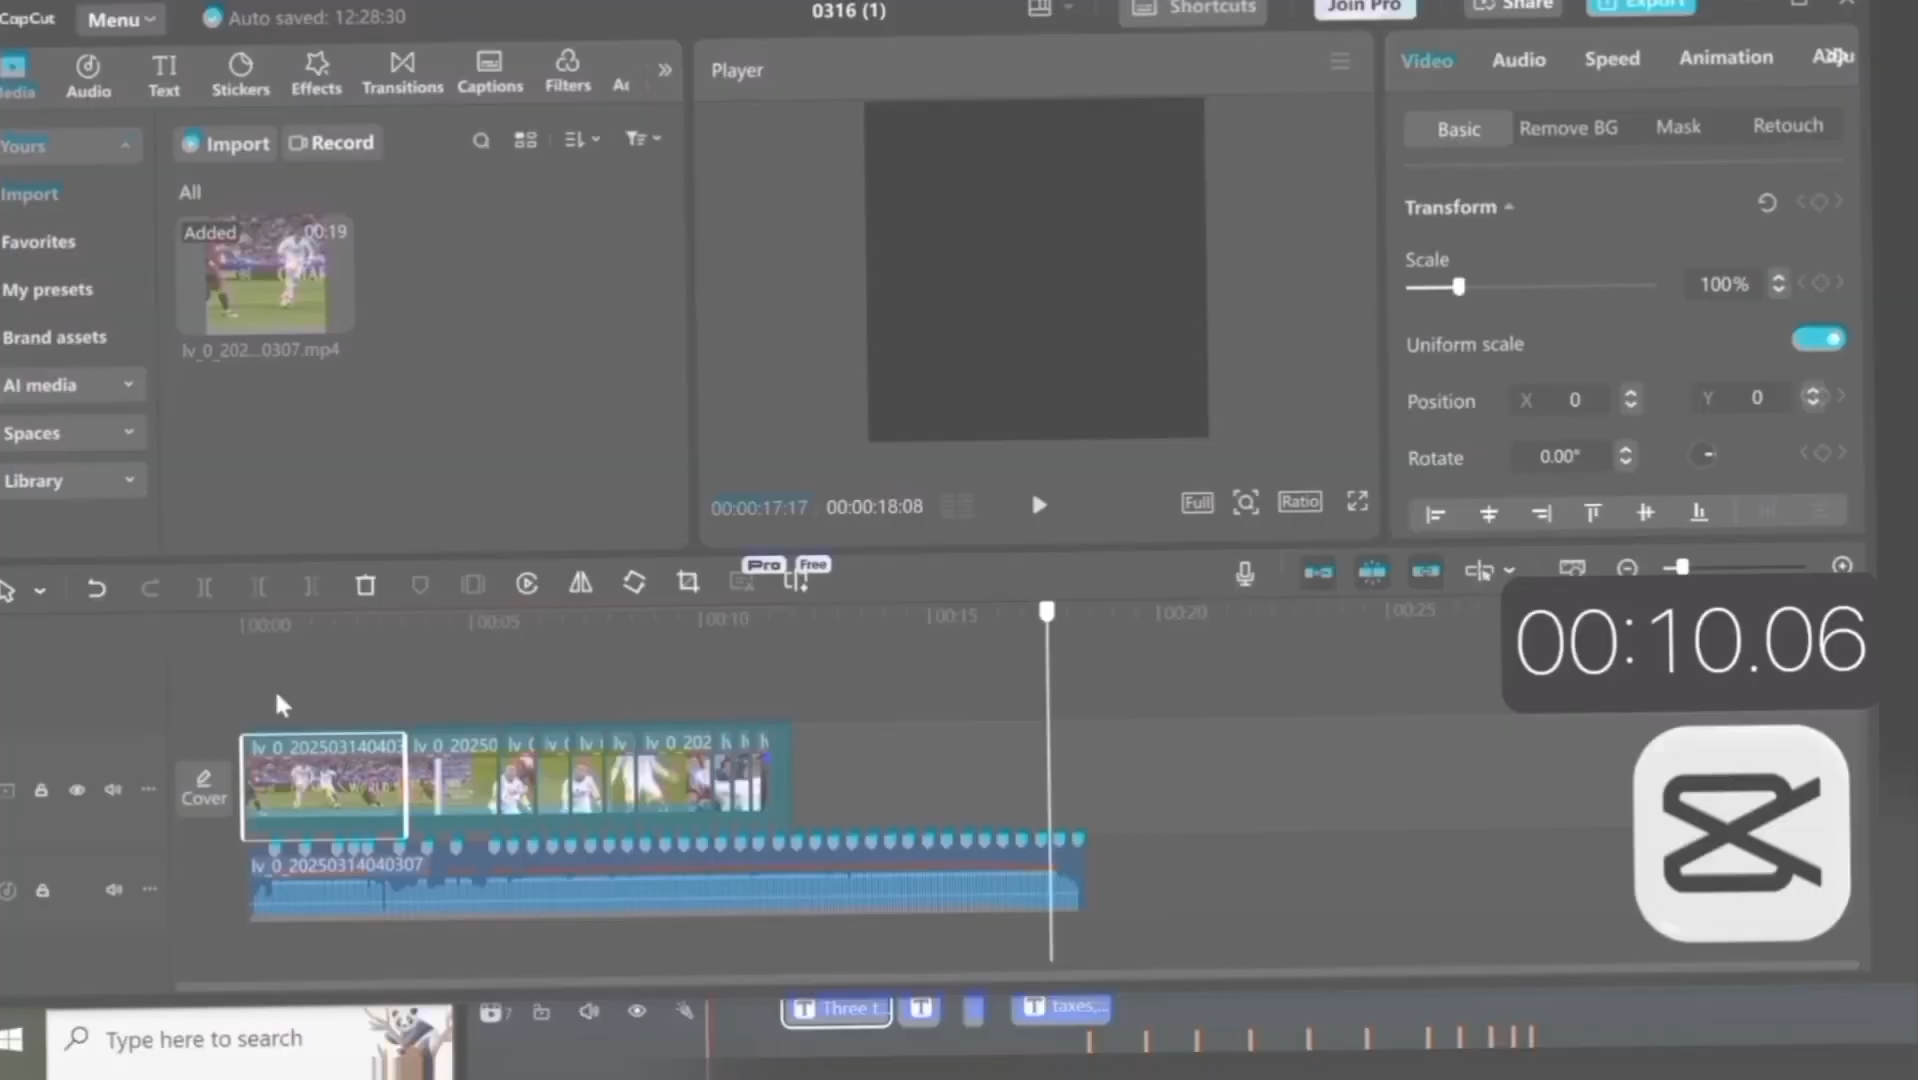 CapCut
Menu
Auto saved: 12:28:30
0316 (1)
Shortcuts
Join Pro
Share
Export
Media
Audio
Text
Stickers
Effects
Transitions
Captions
Filters
Player
Video
Audio
Speed
Animation
Yours
Import
Record
Basic
Remove BG
Mask
Retouch
Import
All
Added
00:19
Transform
Favorites
Scale
100%
My presets
Brand assets
lv_0_202...0307.mp4
Uniform scale
AI media
Position
X
0
Y
0
Spaces
Rotate
0.00°
Library
00:00:17:17
00:00:18:08
Full
Ratio
Pro
Free
00:00
00:05
00:10
00:15
00:20
00:25
00:10.06
lv_0_202503140403
lv_0_20250
lv_0_202
Cover
lv_0_20250314040307
7
Three t...
taxes,...
Type here to search